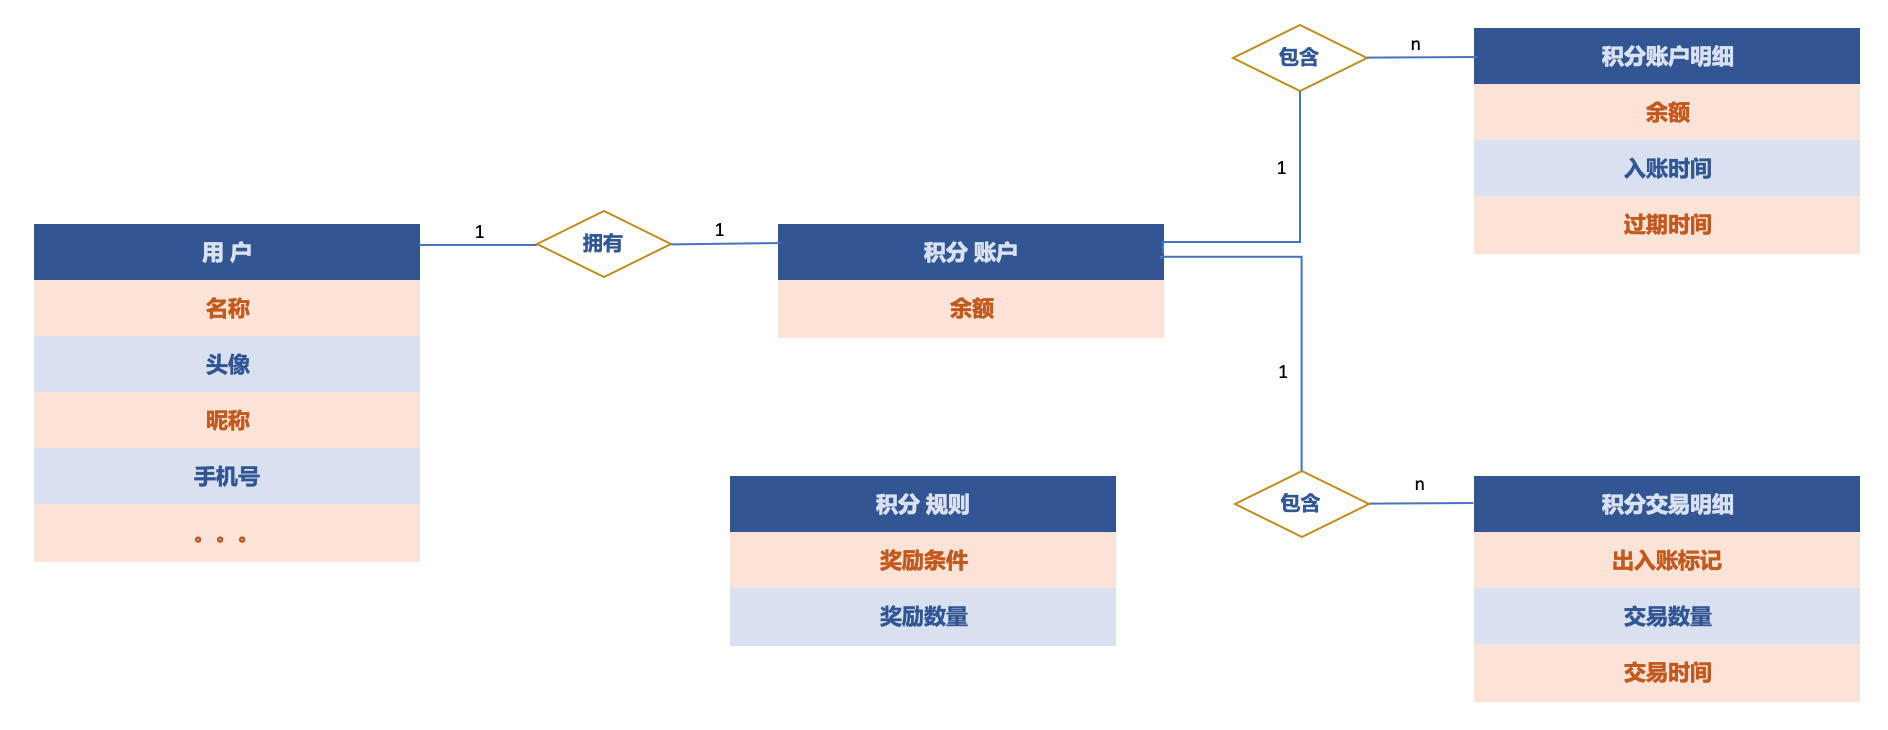 用 户
名称
头像
昵称
手机号
。。。
1
拥有
1
积分 账户
余额
1
包含
n
积分账户明细
余额
入账时间
过期时间
1
包含
n
积分交易明细
出入账标记
交易数量
交易时间
积分 规则
奖励条件
奖励数量